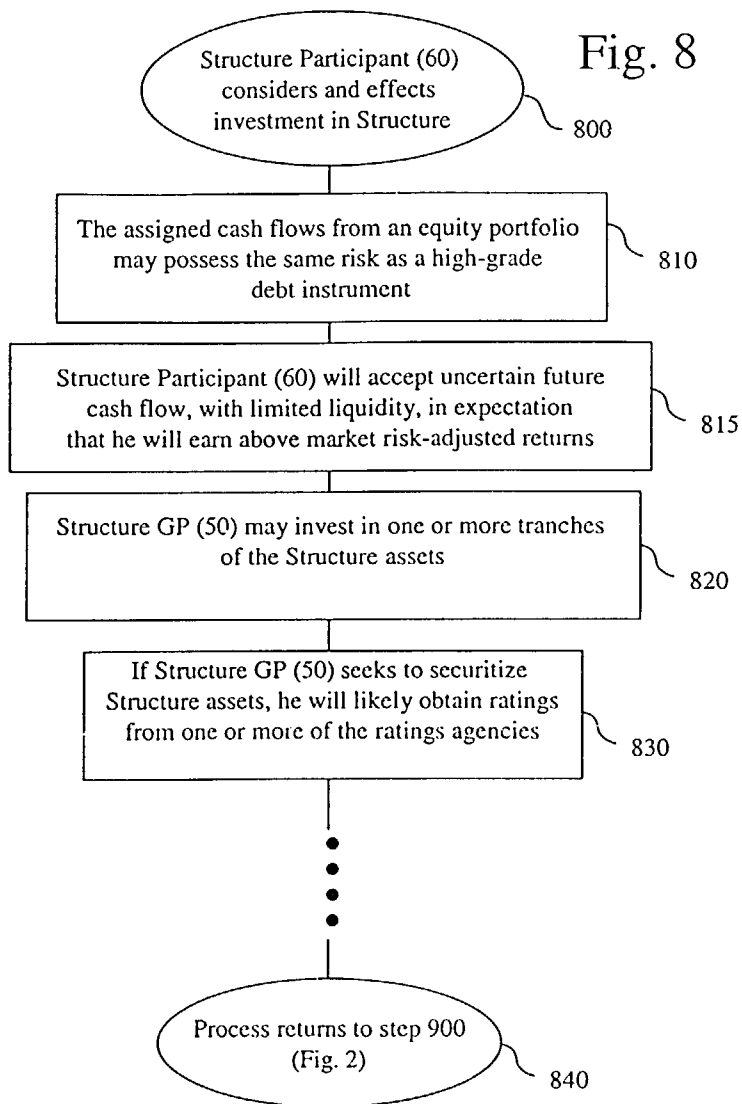 Fig. 8
Structure Participant (60)
considers and effects
investment in Structure
800
The assigned cash flows from an equity portfolio
may possess the same risk as a high-grade
debt instrument
810
Structure Participant (60) will accept uncertain future
cash flow, with limited liquidity, in expectation
that he will earn above market risk-adjusted returns
815
Structure GP (50) may invest in one or more tranches
of the Structure assets
820
If Structure GP (50) seeks to securitize
Structure assets, he will likely obtain ratings
from one or more of the ratings agencies
830
Process returns to step 900
(Fig. 2)
840